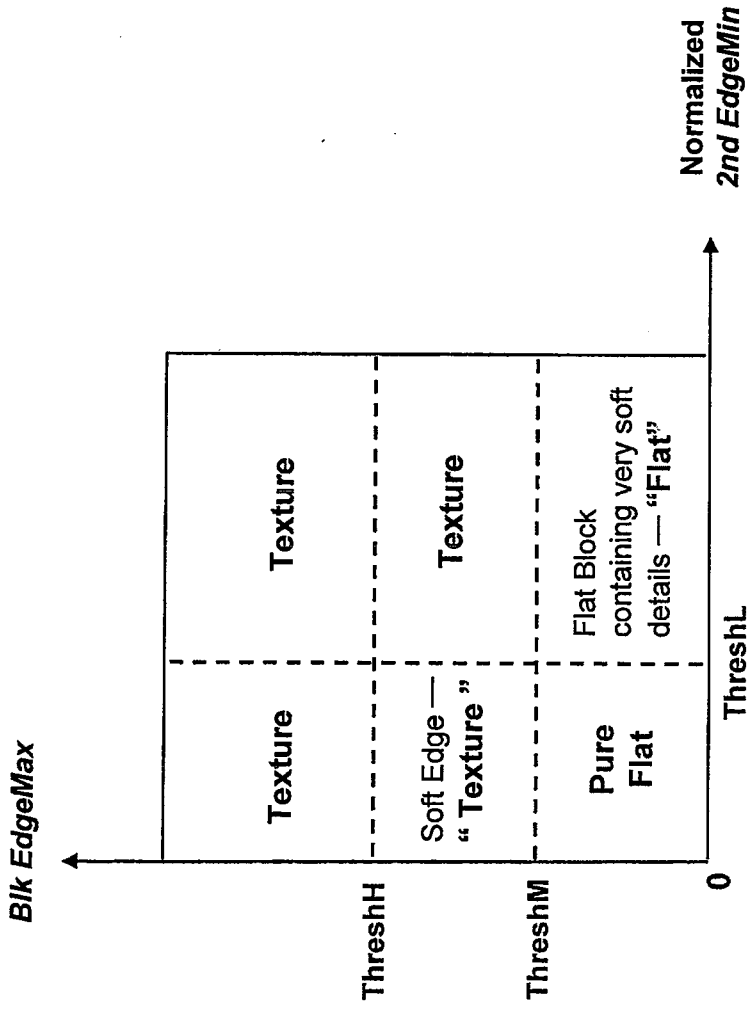 Blk EdgeMax
ThreshH
ThreshM
0
Texture
Texture
Soft Edge —
“ Texture ”
Texture
Pure
Flat
Flat Block
containing very soft
details — “Flat”
ThreshL
Normalized
2nd EdgeMin